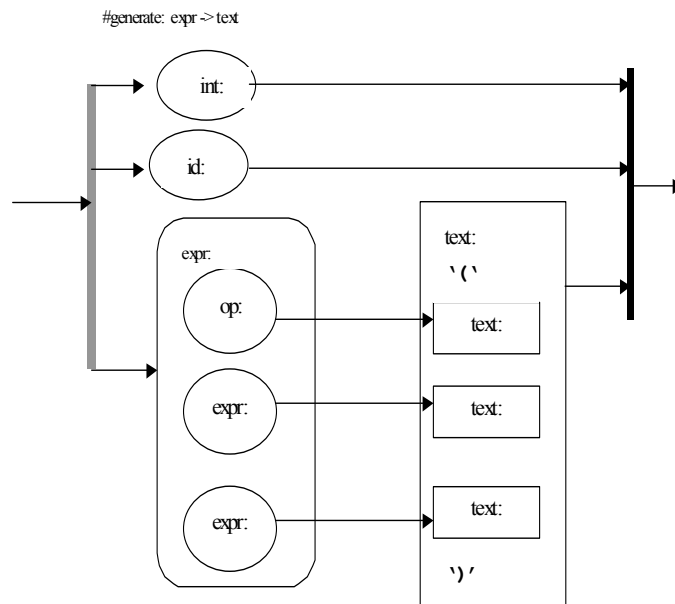 #generate: expr -> text
int:
id:
expr:
text:
‘(‘
op:
text:
expr:
text:
expr:
text:
‘)’